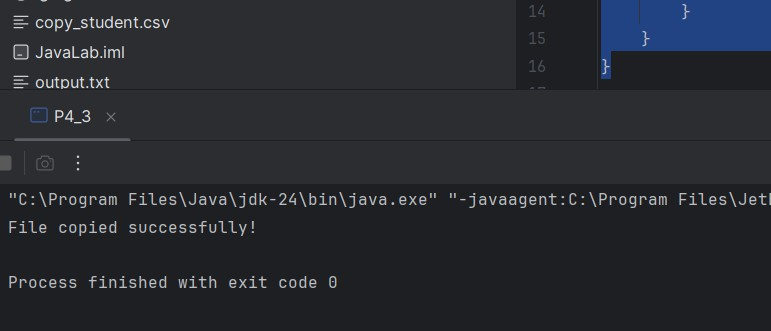 copy_student.csv
JavaLab.iml
output.txt
14 }
15 }
16 }
P4_3
"C:\Program Files\Java\jdk-24\bin\java.exe" "-javaagent:C:\Program Files\Jet
File copied successfully!
Process finished with exit code 0